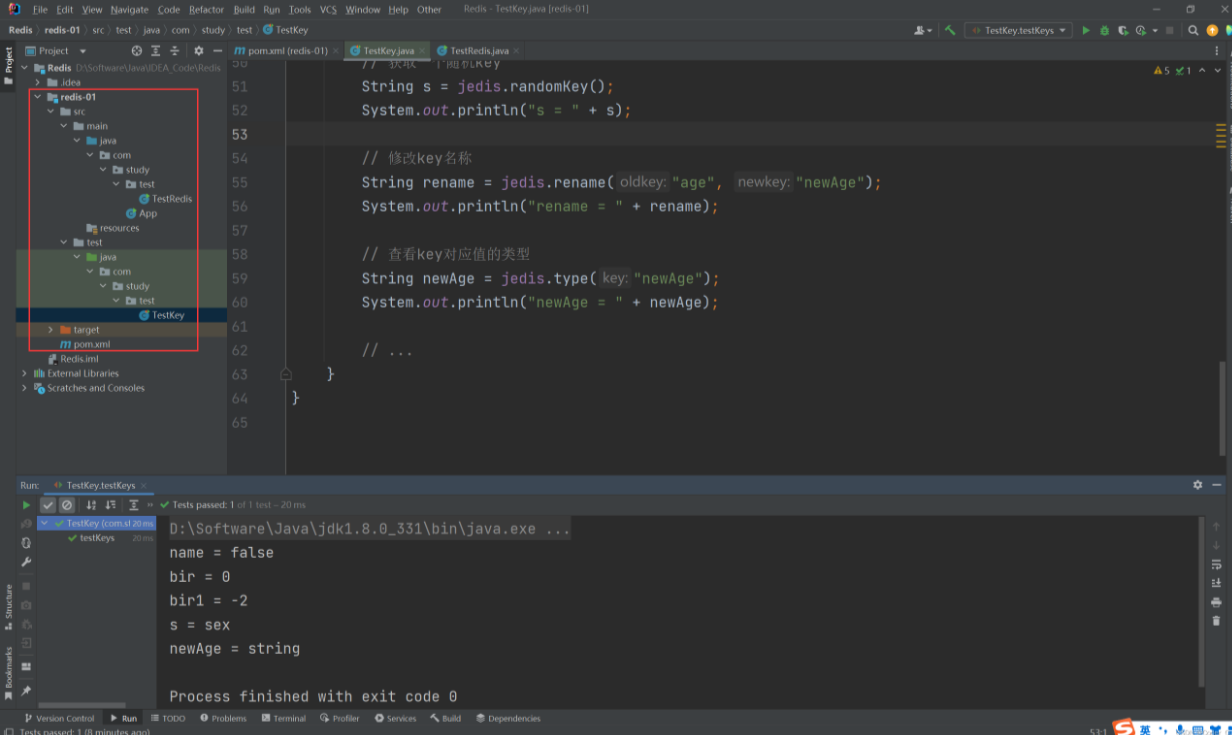 File Edit View Navigate Code Refactor Build Run Tools VCS Window Help Other Redis - TestKey.java [redis-01]
Redis redis-01 src test java com study test TestKey TestKey.testKeys
Project pom.xml (redis-01) TestKey.java TestRedis.java
Project
Redis D:\Software\Java\IDEA_Code\Redis
.idea
redis-01
src
main
java
com
study
test
TestRedis
App
resources
test
java
com
study
test
TestKey
target
pom.xml
Redis.iml
External Libraries
Scratches and Consoles
5 1
50 // 获取一个随机key
51 String s = jedis.randomKey();
52 System.out.println("s = " + s);
53
54 // 修改key名称
55 String rename = jedis.rename( oldkey: "age", newkey: "newAge");
56 System.out.println("rename = " + rename);
57
58 // 查看key对应值的类型
59 String newAge = jedis.type( key: "newAge");
60 System.out.println("newAge = " + newAge);
61
62 // ...
63 }
64 }
65
Run: TestKey.testKeys
Tests passed: 1 of 1 test – 20 ms
TestKey (com.st 20 ms
testKeys 20 ms
D:\Software\Java\jdk1.8.0_331\bin\java.exe ...
name = false
bir = 0
bir1 = -2
s = sex
newAge = string
Process finished with exit code 0
Structure
Bookmarks
Version Control Run TODO Problems Terminal Profiler Services Build Dependencies
Tests passed: 1 (8 minutes ago) 53:1 英